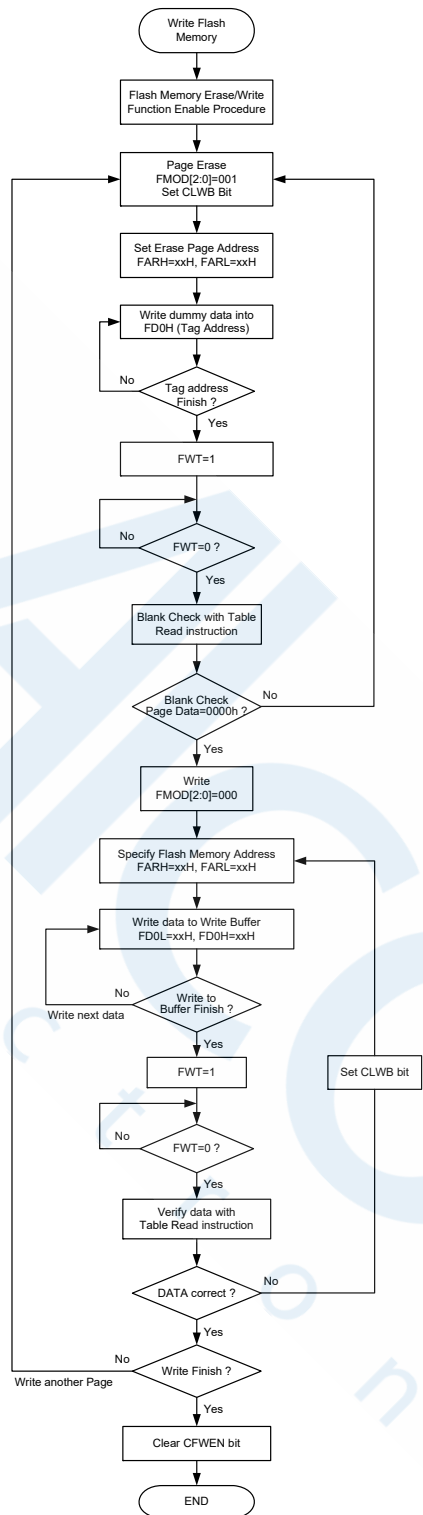 Write Flash
Memory
Flash Memory Erase/Write
Function Enable Procedure
Page Erase
FMOD[2:0]=001
Set CLWB Bit
Set Erase Page Address
FARH=xxH, FARL=xxH
Write dummy data into
FD0H (Tag Address)
No
Tag address
Finish ?
Yes
FWT=1
No
FWT=0 ?
Yes
Blank Check with Table
Read instruction
No
Blank Check
Page Data=0000h ?
Yes
Write
FMOD[2:0]=000
Specify Flash Memory Address
FARH=xxH, FARL=xxH
Write data to Write Buffer
FD0L=xxH, FD0H=xxH
No
Write next data
Write to
Buffer Finish ?
Yes
FWT=1
Set CLWB bit
No
FWT=0 ?
Yes
Verify data with
Table Read instruction
No
DATA correct ?
Yes
No
Write another Page
Write Finish ?
Yes
Clear CFWEN bit
END